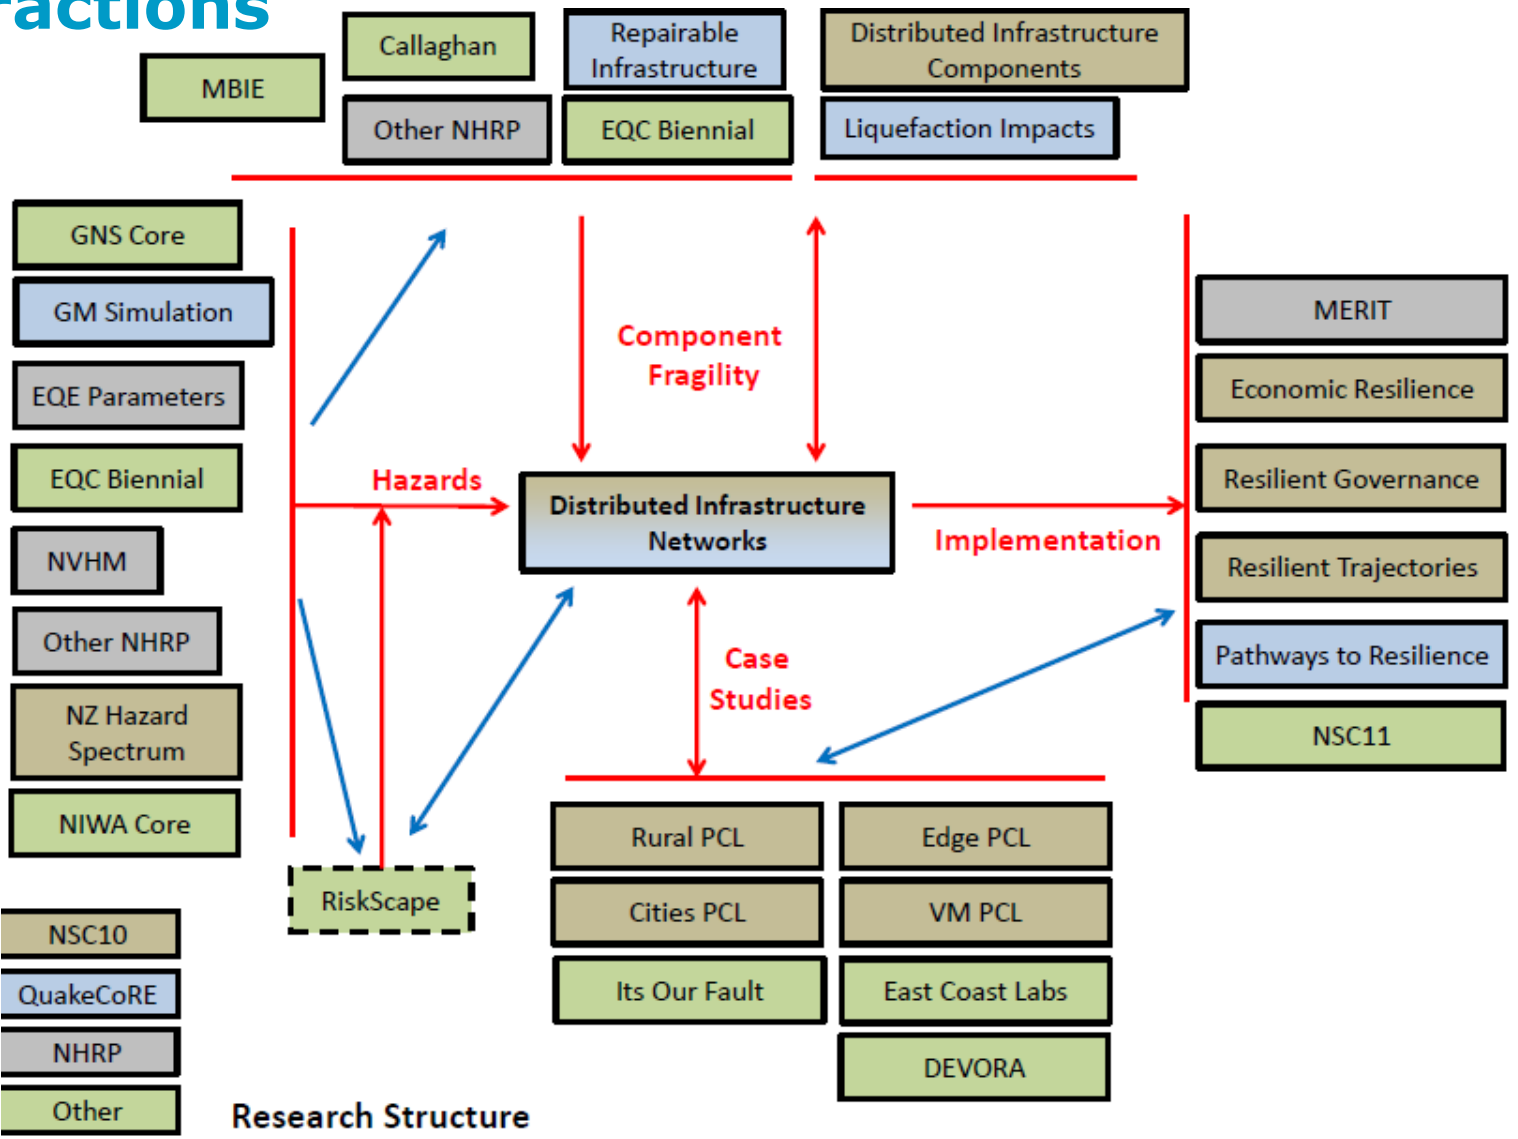 ractions
MBIE
Callaghan
Other NHRP
Repairable
Infrastructure
EQC Biennial
Distributed Infrastructure
Components
Liquefaction Impacts
GNS Core
GM Simulation
EQE Parameters
EQC Biennial
NVHM
Other NHRP
NZ Hazard
Spectrum
NIWA Core
Component
Fragility
Hazards
Distributed Infrastructure
Networks
Implementation
Case
Studies
MERIT
Economic Resilience
Resilient Governance
Resilient Trajectories
Pathways to Resilience
NSC11
RiskScape
Rural PCL
Edge PCL
Cities PCL
VM PCL
Its Our Fault
East Coast Labs
DEVORA
NSC10
QuakeCoRE
NHRP
Other
Research Structure